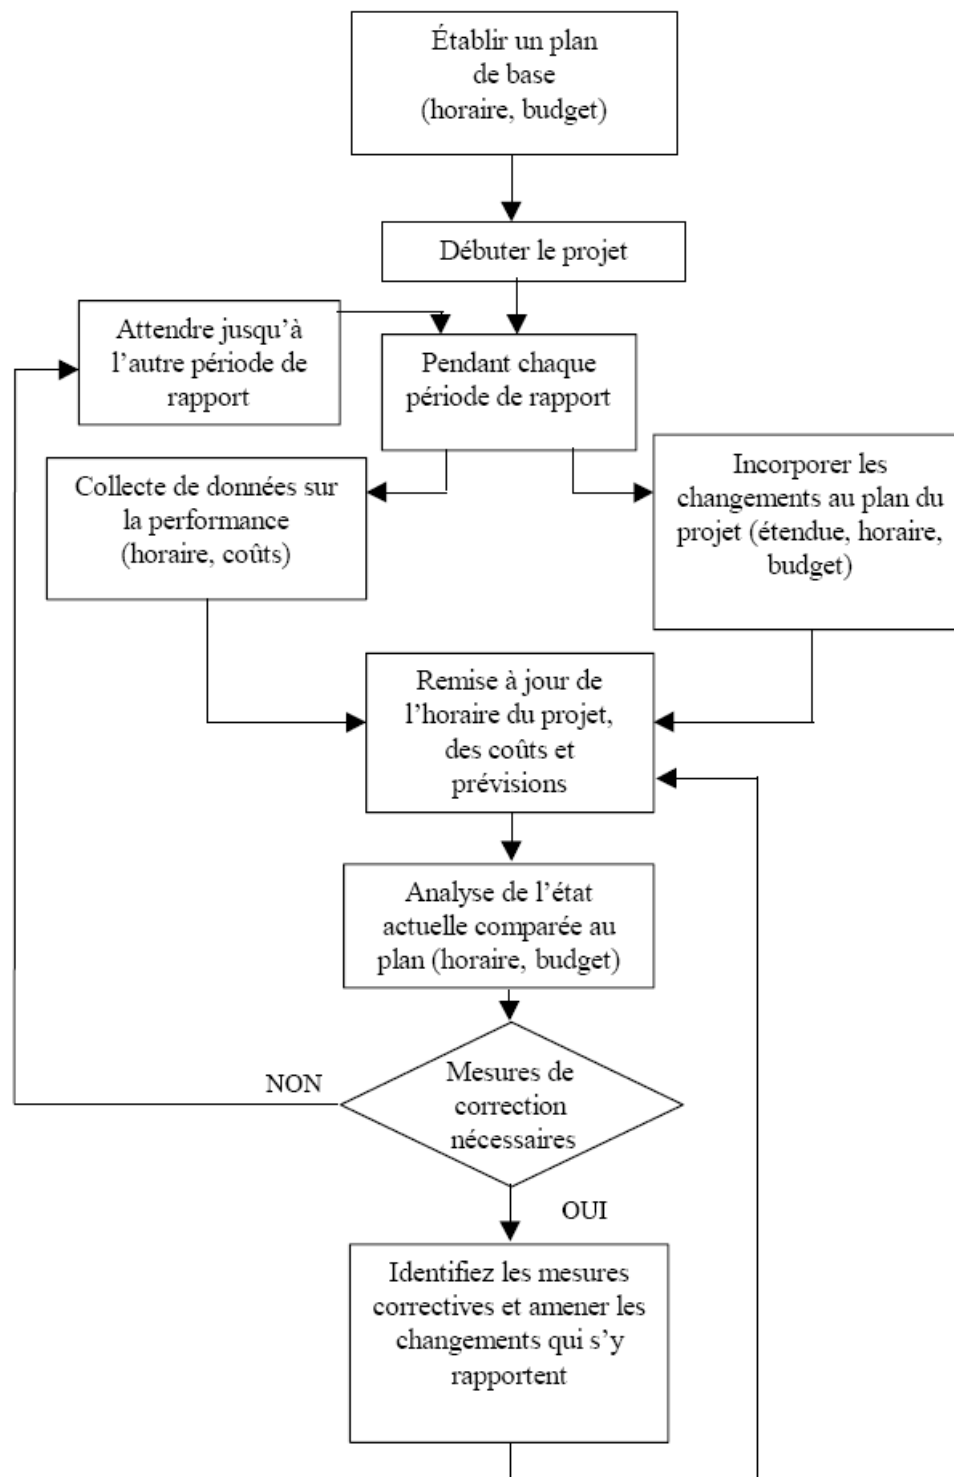 Établir un plan
de base
(horaire, budget)
Débuter le projet
Attendre jusqu’à
l’autre période de
rapport
Pendant chaque
période de rapport
Collecte de données sur
la performance
(horaire, coûts)
Incorporer les
changements au plan du
projet (étendue, horaire,
budget)
Remise à jour de
l’horaire du projet,
des coûts et
prévisions
Analyse de l’état
actuelle comparée au
plan (horaire, budget)
NON
Mesures de
correction
nécessaires
OUI
Identifiez les mesures
correctives et amener les
changements qui s’y
rapportent